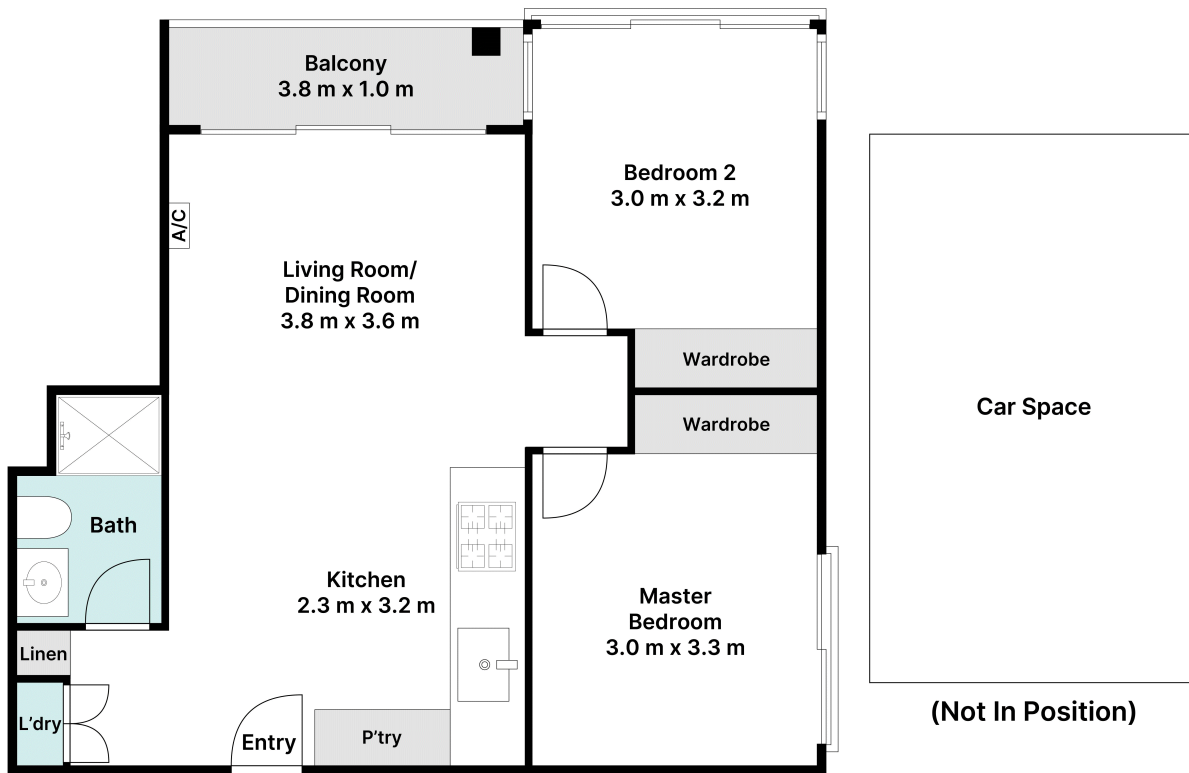 Balcony
3.8 m x 1.0 m
Bedroom 2
3.0 m x 3.2 m
A/C
Living Room/
Dining Room
3.8 m x 3.6 m
Wardrobe
Wardrobe
Car Space
Bath
Kitchen
2.3 m x 3.2 m
Master
Bedroom
3.0 m x 3.3 m
Linen
L'dry
Entry
P'try
(Not In Position)